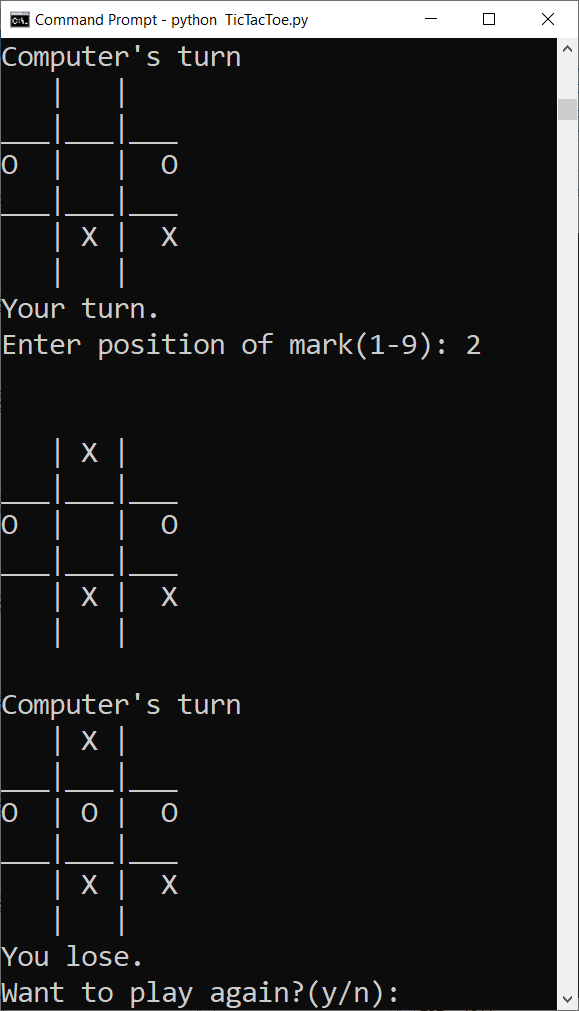 Command Prompt - python  TicTacToe.py
Computer's turn
   |   |
___|___|___
O  |   |  O
___|___|___
   | X |  X
   |   |
Your turn.
Enter position of mark(1-9): 2
   | X |
___|___|___
O  |   |  O
___|___|___
   | X |  X
   |   |
Computer's turn
   | X |
___|___|___
O  | O |  O
___|___|___
   | X |  X
   |   |
You lose.
Want to play again?(y/n):